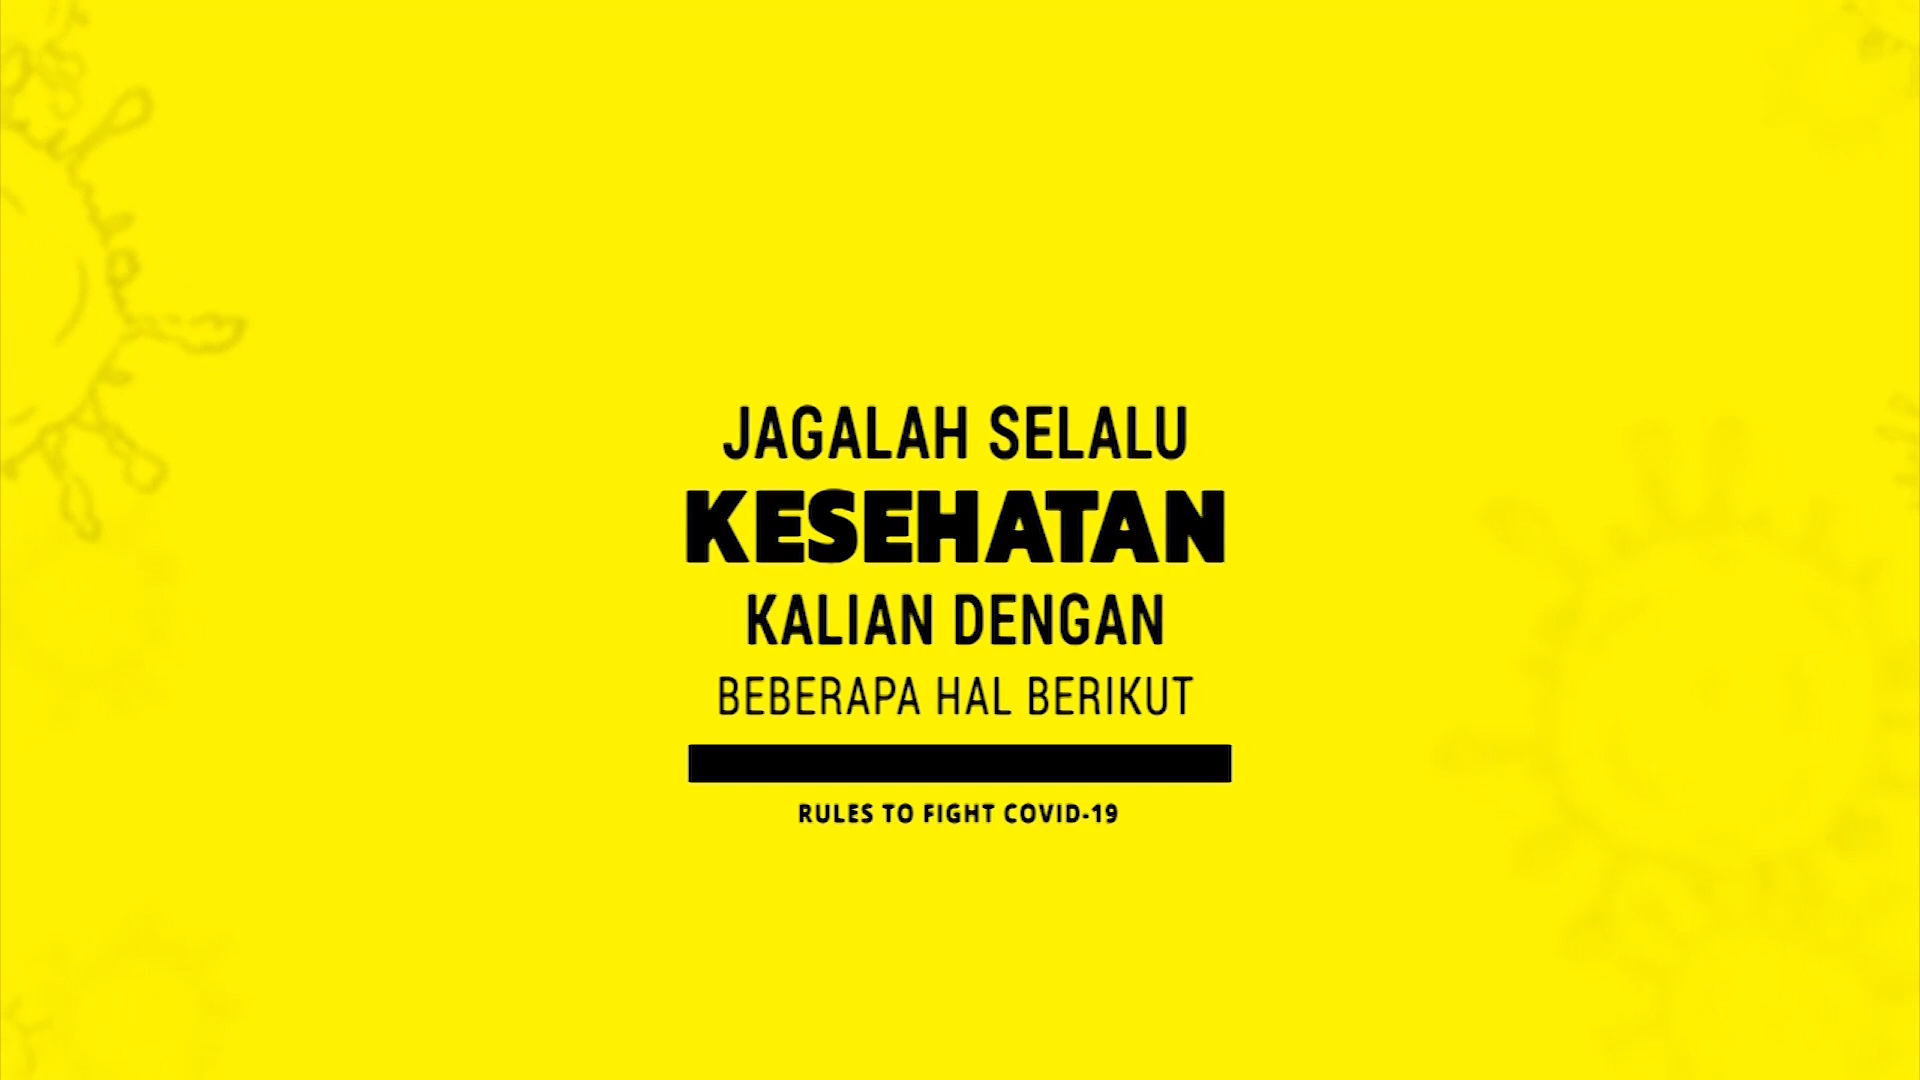 JAGALAH SELALU
KESEHATAN
KALIAN DENGAN
BEBERAPA HAL BERIKUT
RULES TO FIGHT COVID-19